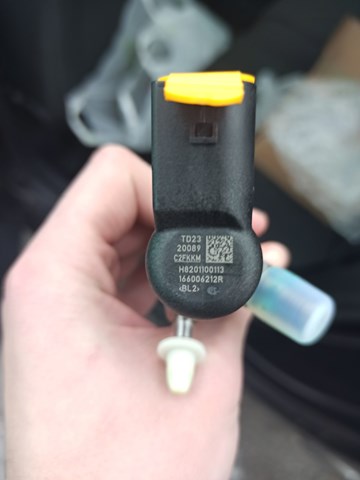 TD23
20089
C2FKKM
H8201100113
166006212R
<BL2>